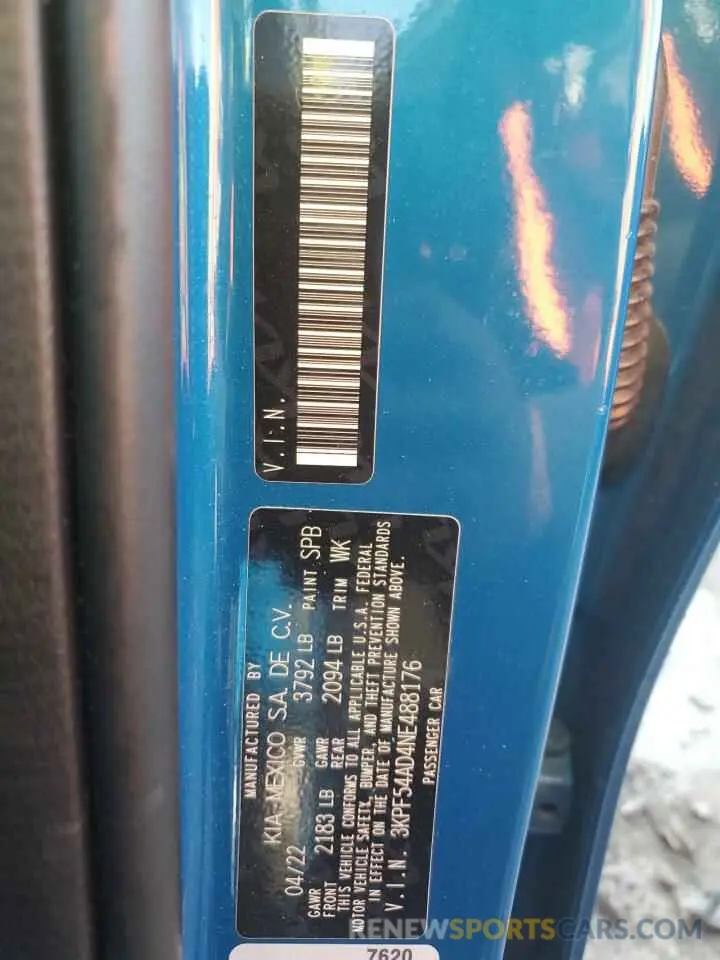 V.I.N.
MANUFACTURED BY
KIA-MEXICO S.A. DE C.V.
04/22 GVWR 3792 LB PAINT SPB
GAWR FRONT 2183 LB GAWR REAR 2094 LB TRIM WK
THIS VEHICLE CONFORMS TO ALL APPLICABLE U.S.A. FEDERAL
MOTOR VEHICLE SAFETY, BUMPER, AND THEFT PREVENTION STANDARDS
IN EFFECT ON THE DATE OF MANUFACTURE SHOWN ABOVE.
V.I.N. 3KPF54AD4NE488176
PASSENGER CAR
7620
RENEWSPORTSCARS.COM